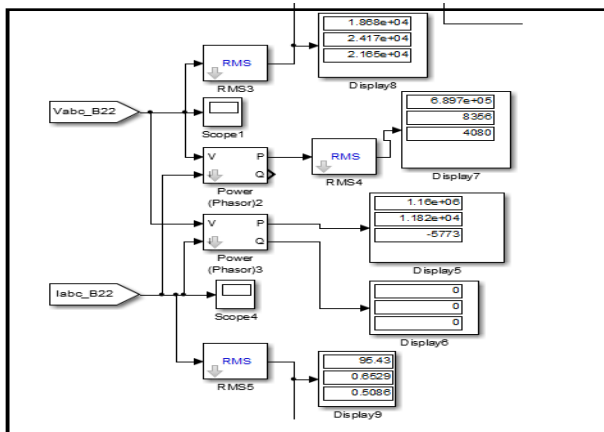 1.868e+04
2.417e+04
2.165e+04
Display8
RMS
RMS3
Vabc_B22
Scope1
6.897e+05
8356
4080
Display7
V P
Q
Power
(Phasor)2
RMS
RMS4
V P
Q
Power
(Phasor)3
1.16e+06
1.182e+04
-5773
Display5
Iabc_B22
Scope4
0
0
0
Display6
RMS
RMS5
95.43
0.6529
0.5086
Display9